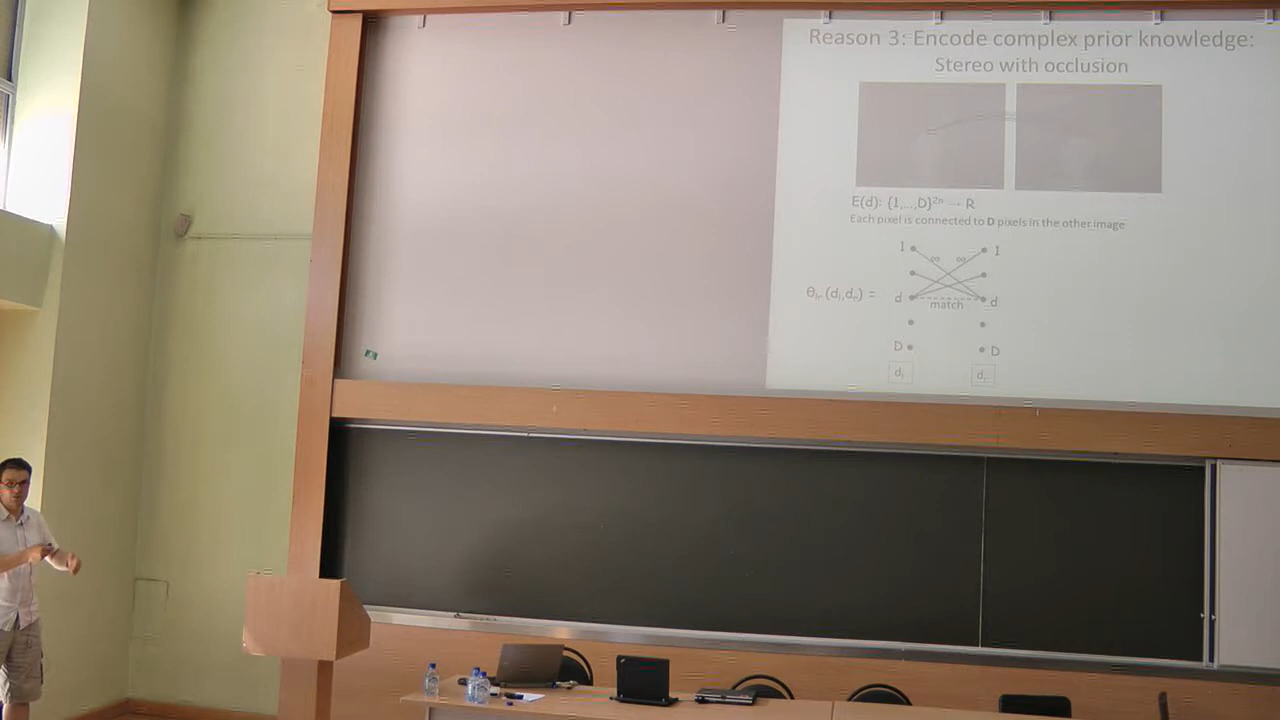 Reason 3: Encode complex prior knowledge:
Stereo with occlusion
E(d): {1,...,D}²ⁿ → R
Each pixel is connected to D pixels in the other image
1 ∞ ∞ 1
θₗᵣ (dₗ,dᵣ) = d match d
D D
dₗ dᵣ